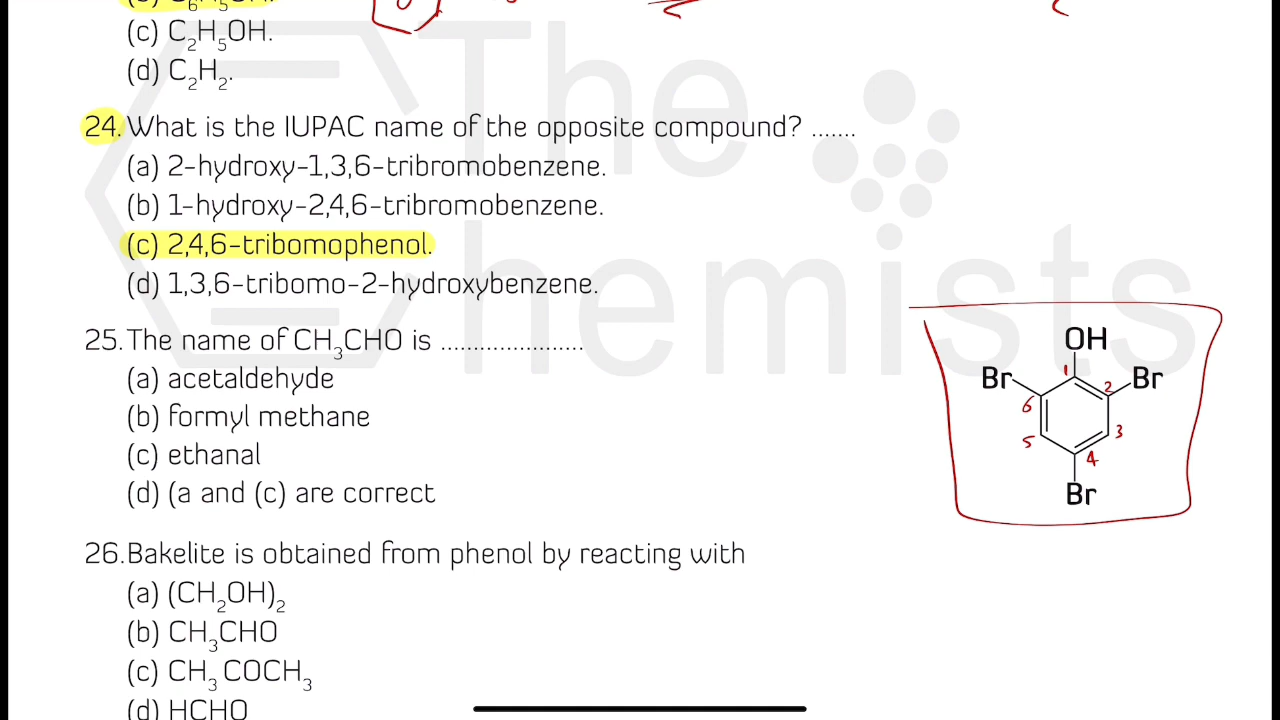 (c) C₂H₅OH.
(d) C₂H₂.
24. What is the IUPAC name of the opposite compound? .......
(a) 2-hydroxy-1,3,6-tribromobenzene.
(b) 1-hydroxy-2,4,6-tribromobenzene.
(c) 2,4,6-tribomophenol.
(d) 1,3,6-tribomo-2-hydroxybenzene.
25. The name of CH₃CHO is ......................
(a) acetaldehyde
(b) formyl methane
(c) ethanal
(d) (a and (c) are correct
OH
Br Br
1 2 3 4 5 6
Br
26. Bakelite is obtained from phenol by reacting with
(a) (CH₂OH)₂
(b) CH₃CHO
(c) CH₃ COCH₃
(d) HCHO
The
Chemists